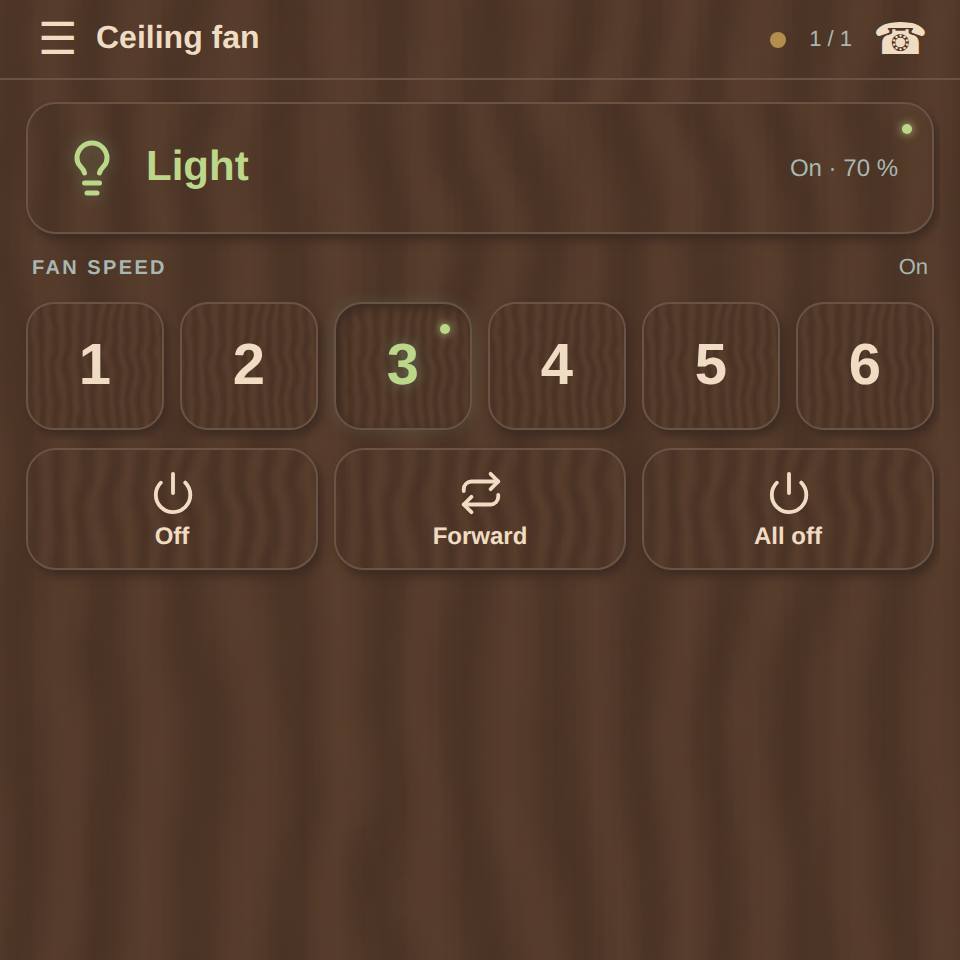 Ceiling fan
1 / 1
Light
On · 70 %
FAN SPEED
On
1 2 3 4 5 6
Off
Forward
All off